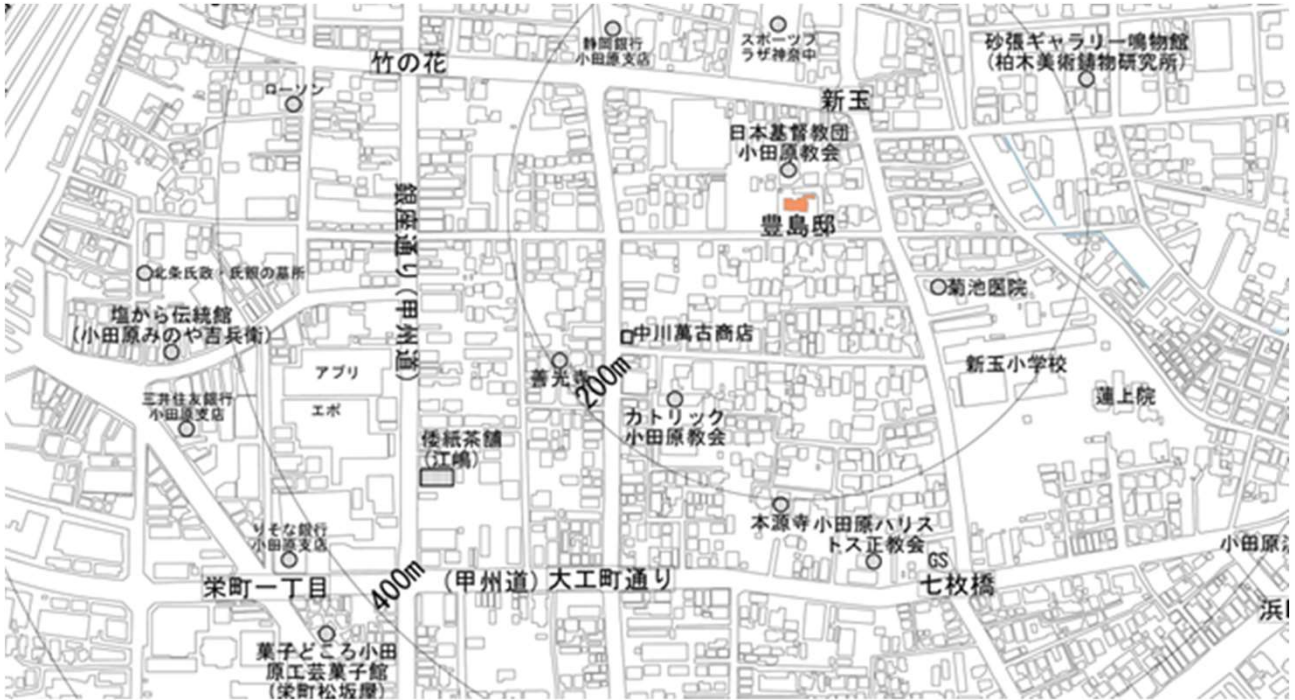 静岡銀行
小田原支店
スポーツプ
ラザ神奈中
砂張ギャラリー鳴物館
（柏木美術鋳物研究所）
竹の花
ローソン
新玉
日本基督教団
小田原教会
銀座通り（甲州道）
豊島邸
北条氏政・氏照の墓所
菊池医院
塩から伝統館
（小田原みのや吉兵衛）
中川萬古商店
アプリ
善光寺
200m
新玉小学校
三井住友銀行
小田原支店
エポ
カトリック
小田原教会
蓮上院
倭紙茶舗
（江嶋）
本源寺
小田原ハリス
トス正教会
りそな銀行
小田原支店
GS
小田原
栄町一丁目
400m
（甲州道）大工町通り
七枚橋
菓子どころ小田
原工芸菓子館
（栄町松坂屋）